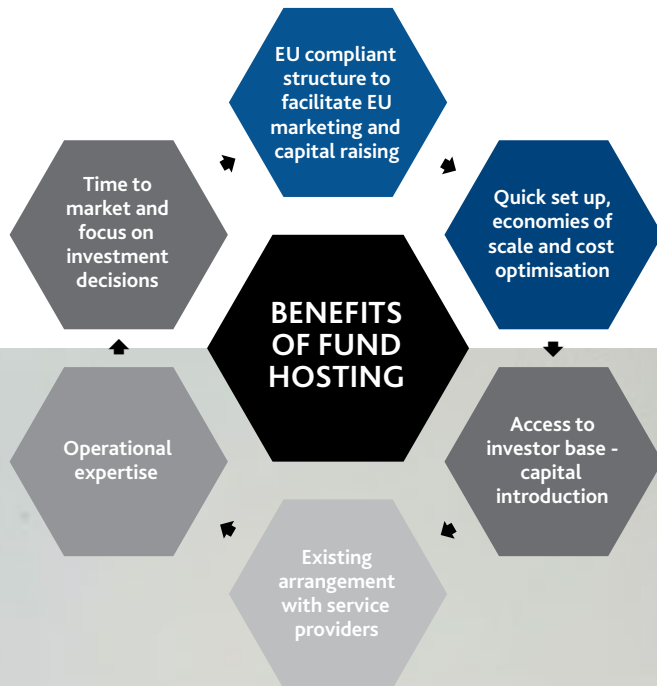 EU compliant
structure to
facilitate EU
marketing and
capital raising
Quick set up,
economies of
scale and cost
optimisation
Access to
investor base -
capital
introduction
Existing
arrangement
with service
providers
Operational
expertise
Time to
market and
focus on
investment
decisions
BENEFITS
OF FUND
HOSTING